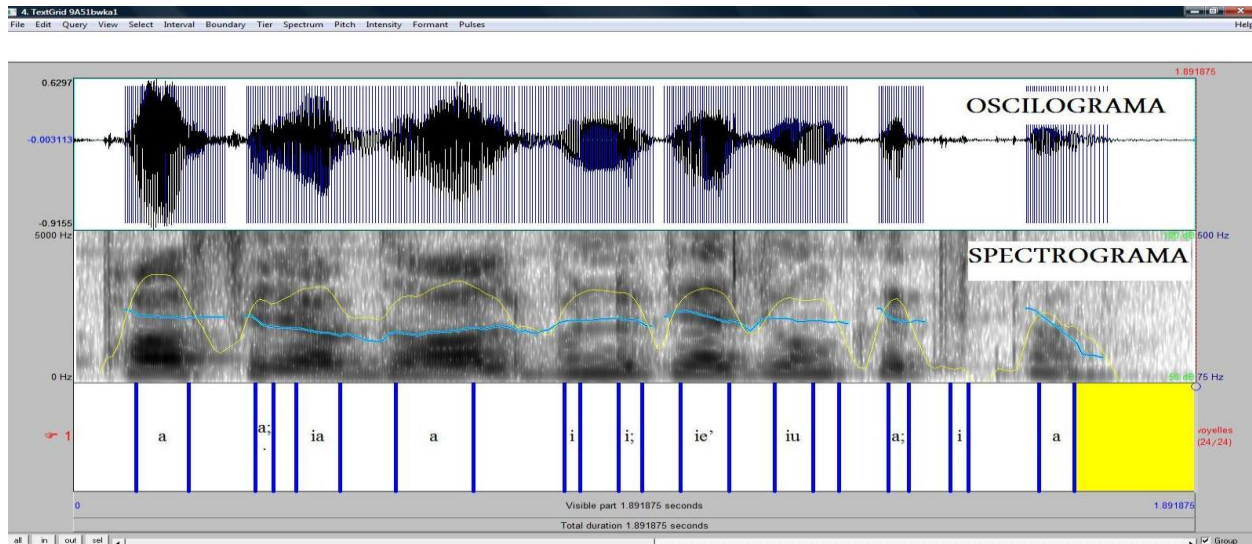 4. TextGrid 9A51bwka1
File Edit Query View Select Interval Boundary Tier Spectrum Pitch Intensity Formant Pulses Help
1.891875
0.6297
OSCILOGRAMA
-0.003113
-0.9155
5000 Hz
500 Hz
SPECTROGRAMA
0 Hz
75 Hz
1
a
a;
.
ia
a
i
i;
ie’
iu
a;
i
a
voyelles
(24/24)
0
Visible part 1.891875 seconds
1.891875
Total duration 1.891875 seconds
all in out sel
Group